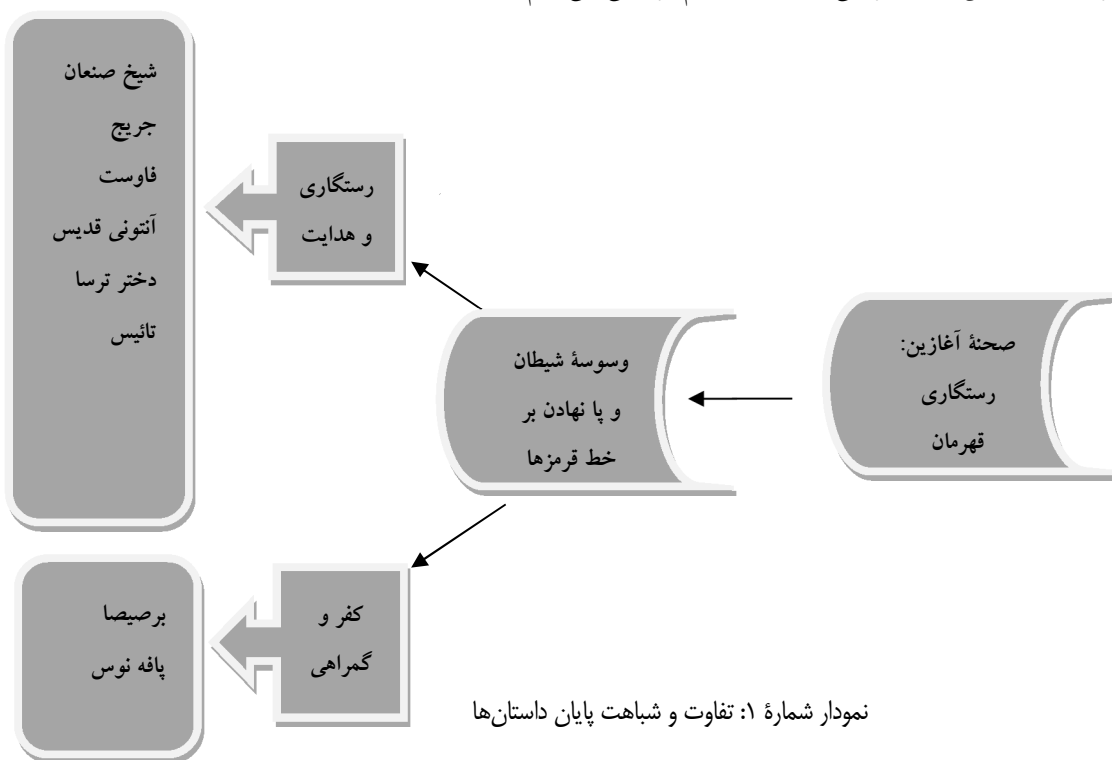 صحنهٔ آغازین:
رستگاری
قهرمان
وسوسهٔ شیطان
و پا نهادن بر
خط قرمزها
رستگاری
و هدایت
شیخ صنعان
جریج
فاوست
آنتونی قدیس
دختر ترسا
تائیس
کفر و
گمراهی
برصیصا
پافه نوس
نمودار شمارهٔ ۱: تفاوت و شباهت پایان داستان‌ها